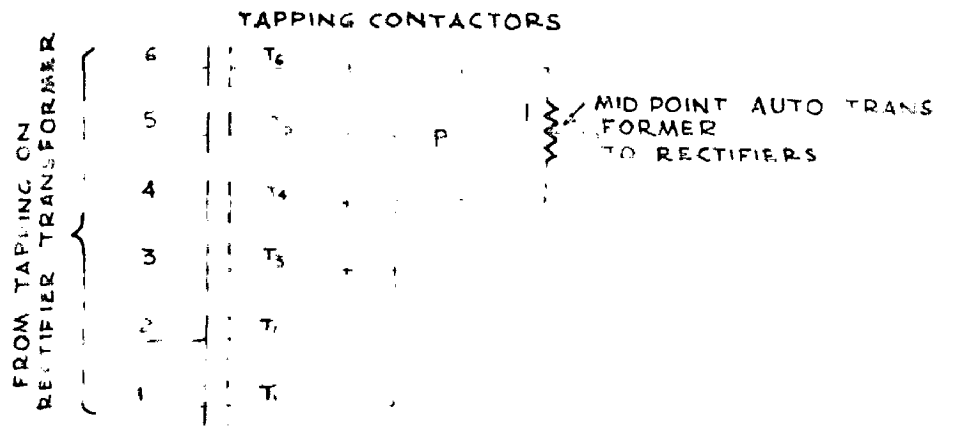 TAPPING CONTACTORS
FROM TAPPING ON
RECTIFIER TRANSFORMER
6 T6
5
4 T4
3 T3
2
1 T1
P
MID POINT AUTO TRANS
FORMER
TO RECTIFIERS